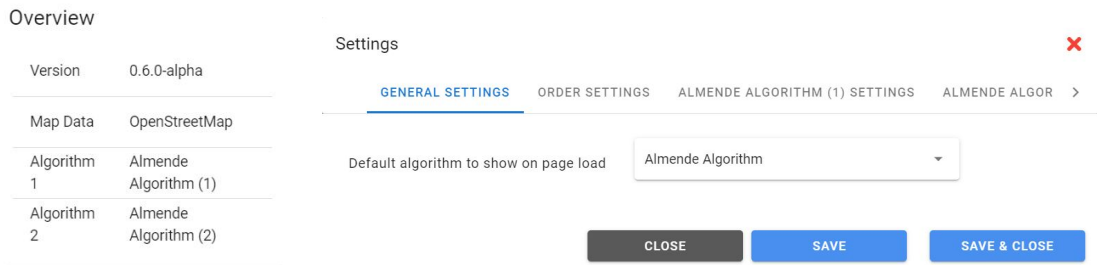 Overview
Version 0.6.0-alpha
Map Data OpenStreetMap
Algorithm Almende
1 Algorithm (1)
Algorithm Almende
2 Algorithm (2)
Settings
GENERAL SETTINGS ORDER SETTINGS ALMENDE ALGORITHM (1) SETTINGS ALMENDE ALGOR
Default algorithm to show on page load Almende Algorithm
CLOSE SAVE SAVE & CLOSE